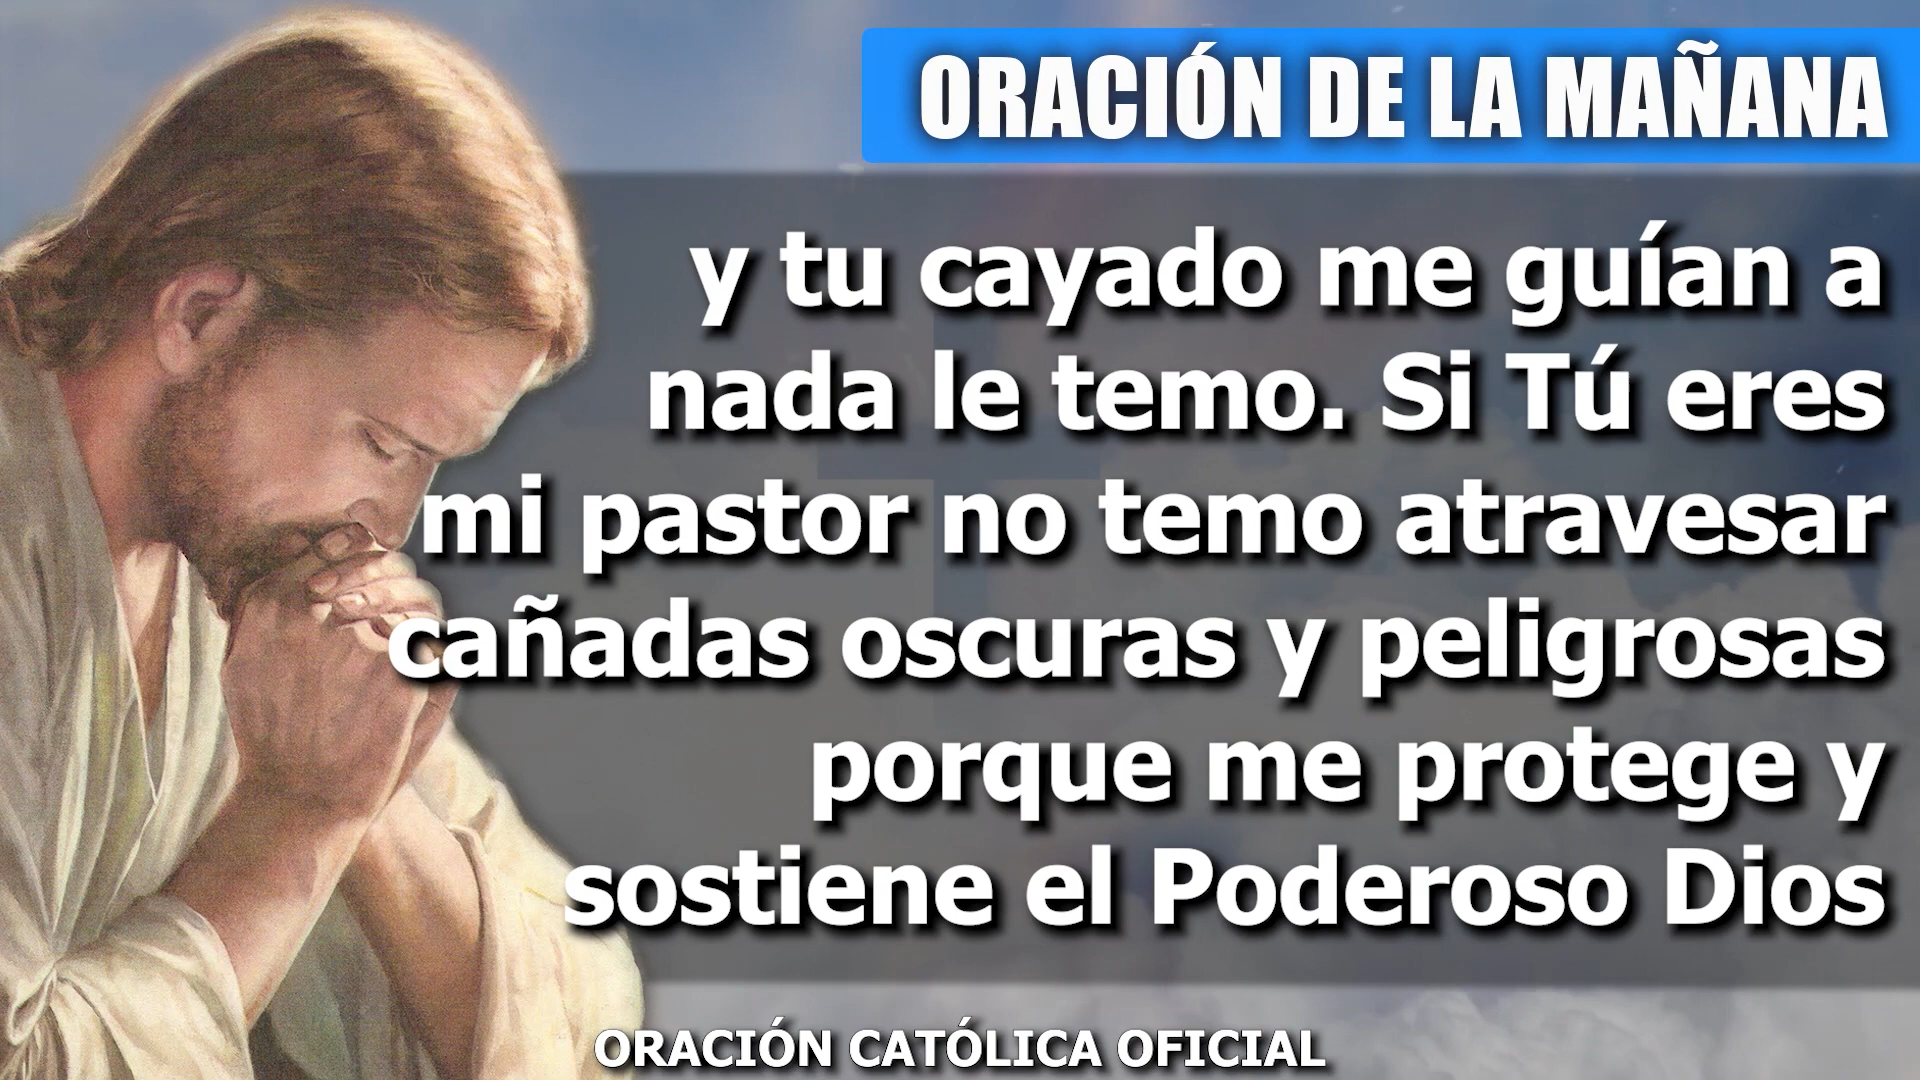 ORACIÓN DE LA MAÑANA
y tu cayado me guían a
nada le temo. Si Tú eres
mi pastor no temo atravesar
cañadas oscuras y peligrosas
porque me protege y
sostiene el Poderoso Dios
ORACIÓN CATÓLICA OFICIAL